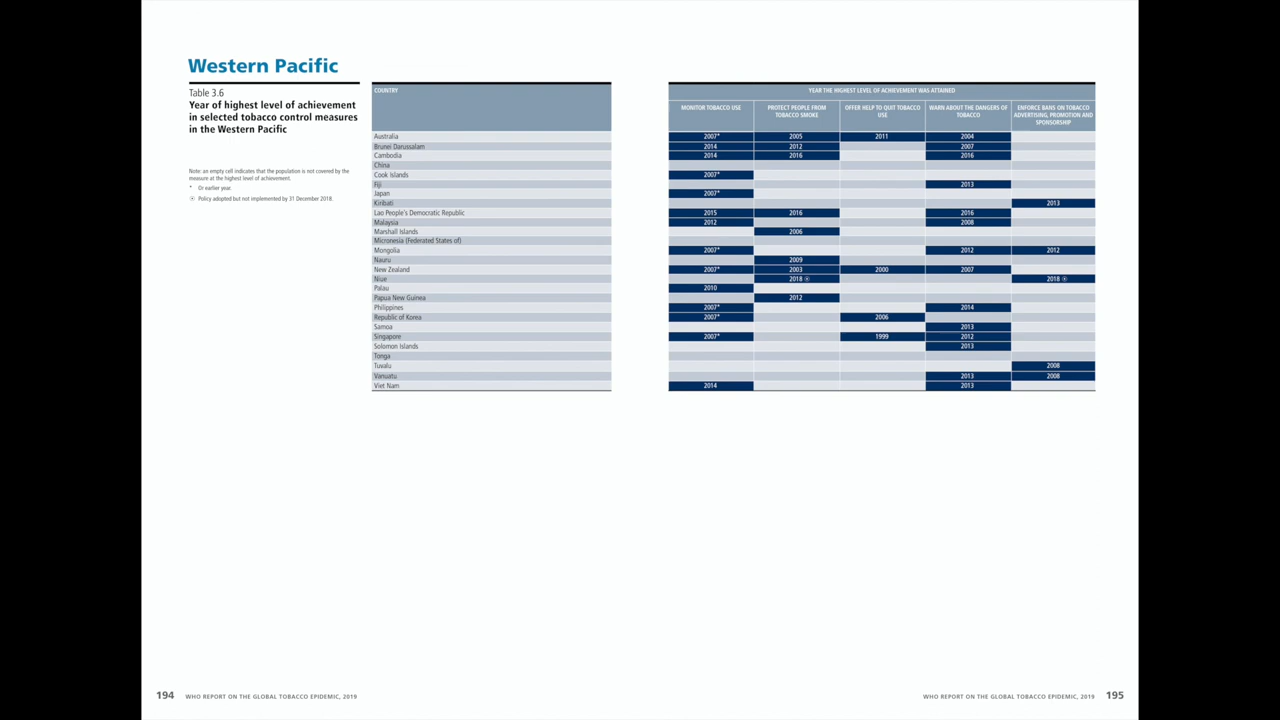 Western Pacific
Table 3.6
Year of highest level of achievement
in selected tobacco control measures
in the Western Pacific
Note: an empty cell indicates that the population is not covered by the
measure at the highest level of achievement.
* Or earlier year.
☉ Policy adopted but not implemented by 31 December 2018.
COUNTRY
YEAR THE HIGHEST LEVEL OF ACHIEVEMENT WAS ATTAINED
MONITOR TOBACCO USE
PROTECT PEOPLE FROM
TOBACCO SMOKE
OFFER HELP TO QUIT TOBACCO
USE
WARN ABOUT THE DANGERS OF
TOBACCO
ENFORCE BANS ON TOBACCO
ADVERTISING, PROMOTION AND
SPONSORSHIP
Australia 2007* 2005 2011 2004
Brunei Darussalam 2014 2012 2007
Cambodia 2014 2016 2016
China
Cook Islands 2007*
Fiji 2013
Japan 2007*
Kiribati 2013
Lao People's Democratic Republic 2015 2016 2016
Malaysia 2012 2008
Marshall Islands 2006
Micronesia (Federated States of)
Mongolia 2007* 2012 2012
Nauru 2009
New Zealand 2007* 2003 2000 2007
Niue 2018 ☉ 2018 ☉
Palau 2010
Papua New Guinea 2012
Philippines 2007* 2014
Republic of Korea 2007* 2006
Samoa 2013
Singapore 2007* 1999 2012
Solomon Islands 2013
Tonga
Tuvalu 2008
Vanuatu 2013 2008
Viet Nam 2014 2013
194 WHO REPORT ON THE GLOBAL TOBACCO EPIDEMIC, 2019
WHO REPORT ON THE GLOBAL TOBACCO EPIDEMIC, 2019 195